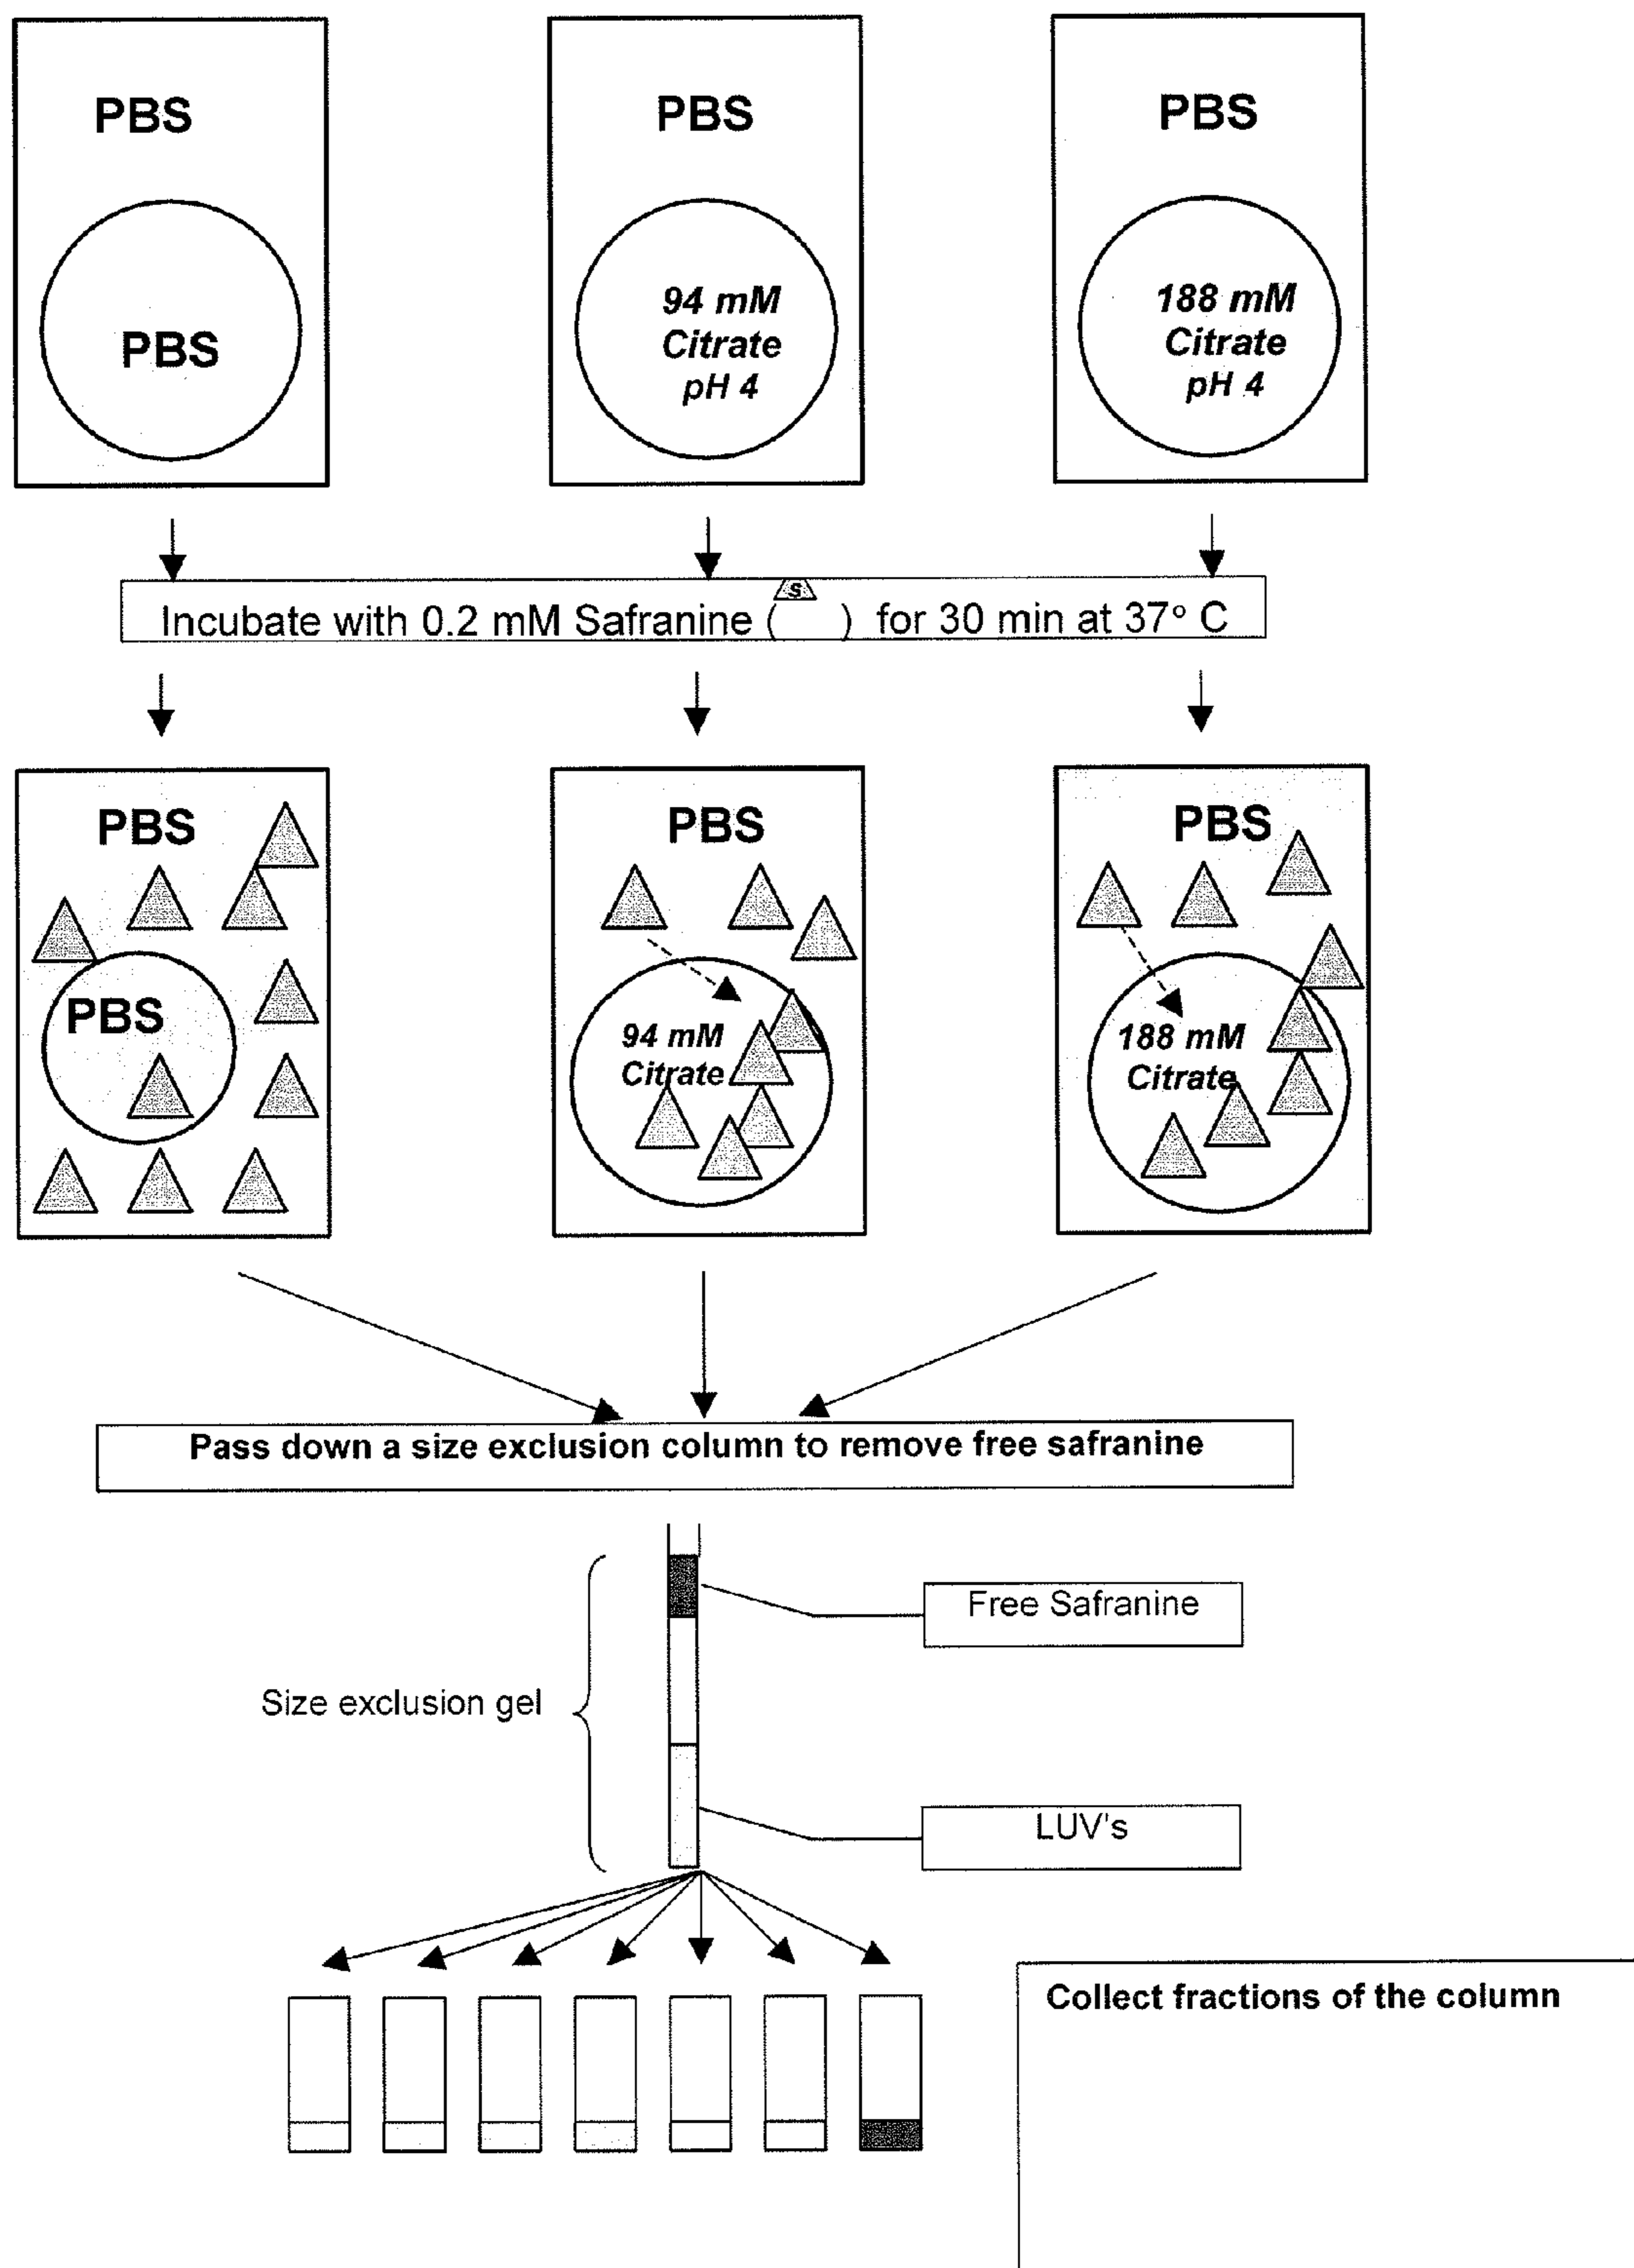 PBS
PBS
PBS
PBS
94 mM
Citrate
pH 4
188 mM
Citrate
pH 4
S
Incubate with 0.2 mM Safranine (    ) for 30 min at 37° C
PBS
PBS
PBS
PBS
94 mM
Citrate
188 mM
Citrate
Pass down a size exclusion column to remove free safranine
Free Safranine
Size exclusion gel
LUV's
Collect fractions of the column